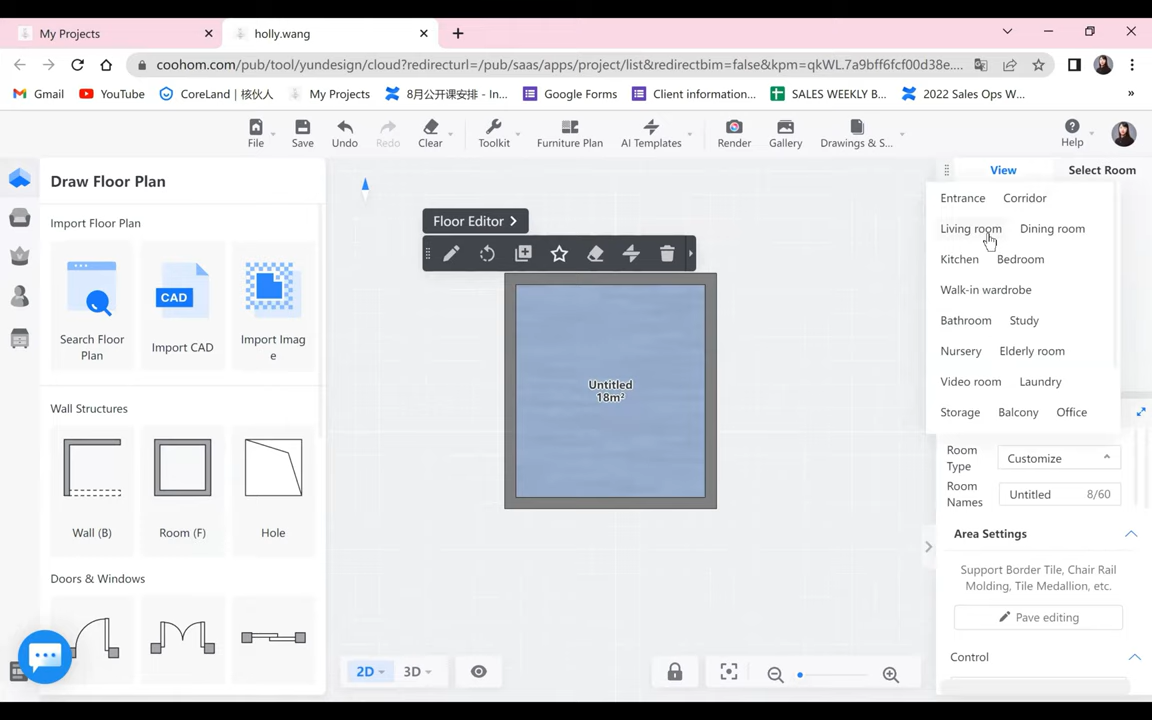 My Projects
holly.wang
coohom.com/pub/tool/yundesign/cloud?redirecturl=/pub/saas/apps/project/list&redirectbim=false&kpm=qkWL.7a9bff6fcf00d38e...
Gmail YouTube CoreLand | 核伙人 My Projects 8月公开课安排 - In... Google Forms Client information... SALES WEEKLY B... 2022 Sales Ops W... »
File Save Undo Redo Clear Toolkit Furniture Plan AI Templates Render Gallery Drawings & S... Help
Draw Floor Plan
Import Floor Plan
CAD
Search Floor Plan
Import CAD
Import Image
Wall Structures
Wall (B)
Room (F)
Hole
Doors & Windows
Floor Editor
Untitled
18m²
2D
3D
View Select Room
Entrance Corridor
Living room Dining room
Kitchen Bedroom
Walk-in wardrobe
Bathroom Study
Nursery Elderly room
Video room Laundry
Storage Balcony Office
Room Type Customize
Room Names Untitled 8/60
Area Settings
Support Border Tile, Chair Rail
Molding, Tile Medallion, etc.
Pave editing
Control